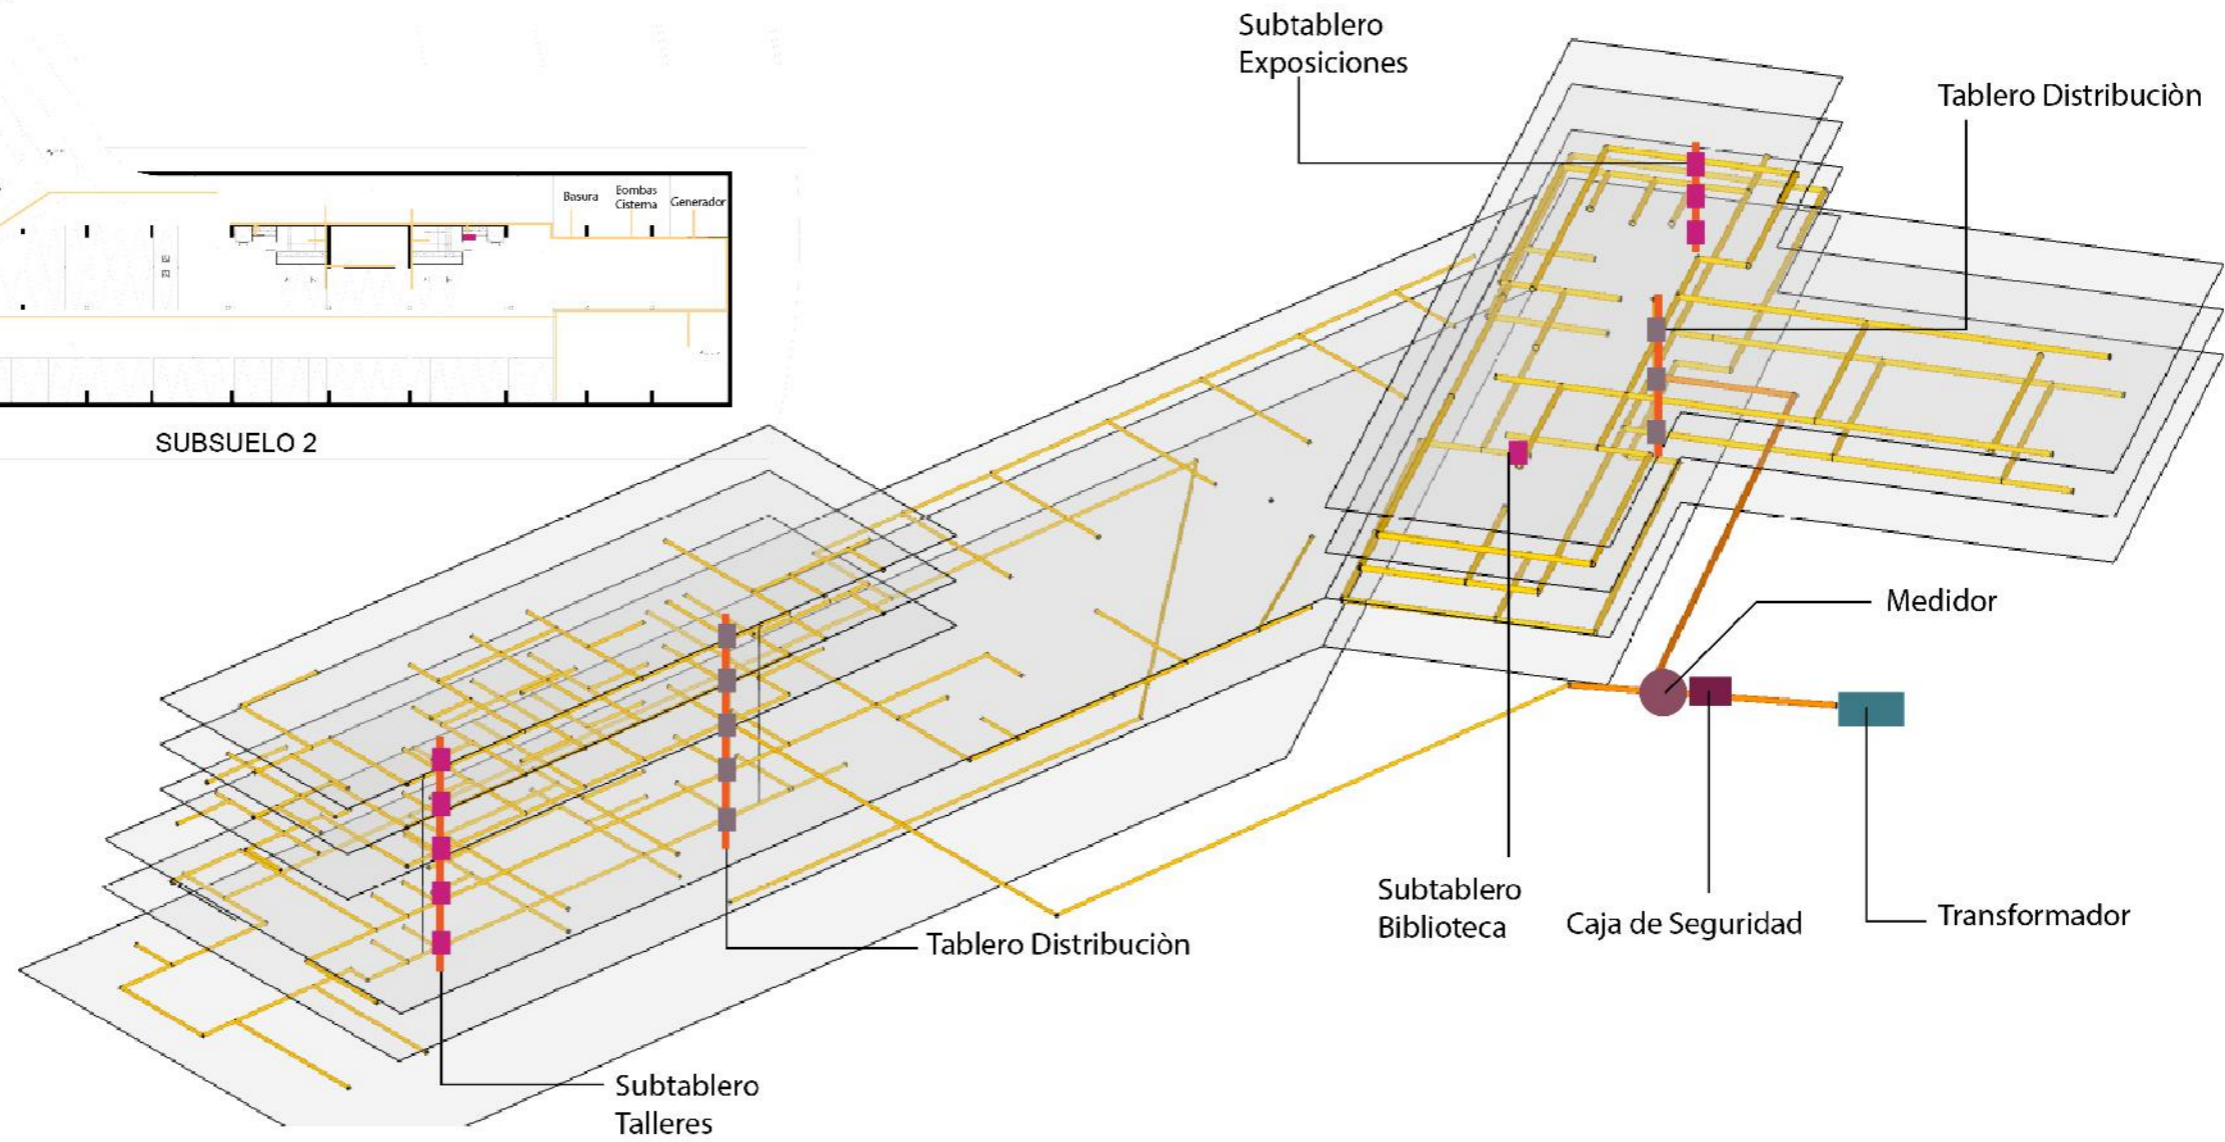 Subtablero
Exposiciones
Tablero Distribuciòn
Basura
Bombas
Cisterna
Generador
SUBSUELO 2
Medidor
Subtablero
Biblioteca
Caja de Seguridad
Transformador
Tablero Distribuciòn
Subtablero
Talleres